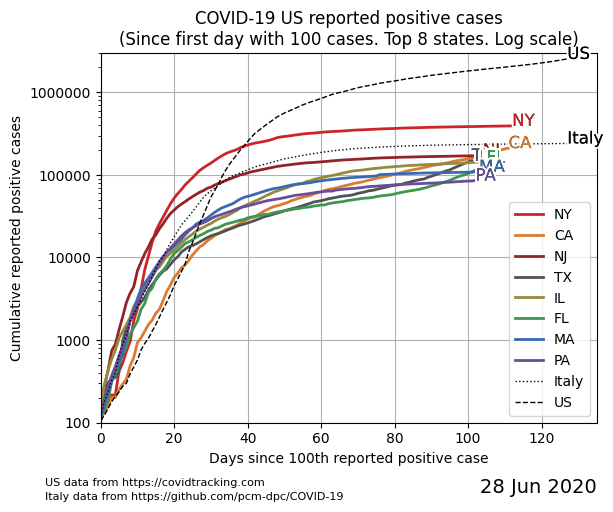 COVID-19 US reported positive cases
(Since first day with 100 cases. Top 8 states. Log scale)
Cumulative reported positive cases
1000000
100000
10000
1000
100
0
20
40
60
80
100
120
Days since 100th reported positive case
US
NY
Italy
CA
FL
MA
PA
NY
CA
NJ
TX
IL
FL
MA
PA
Italy
US
US data from https://covidtracking.com
Italy data from https://github.com/pcm-dpc/COVID-19
28 Jun 2020